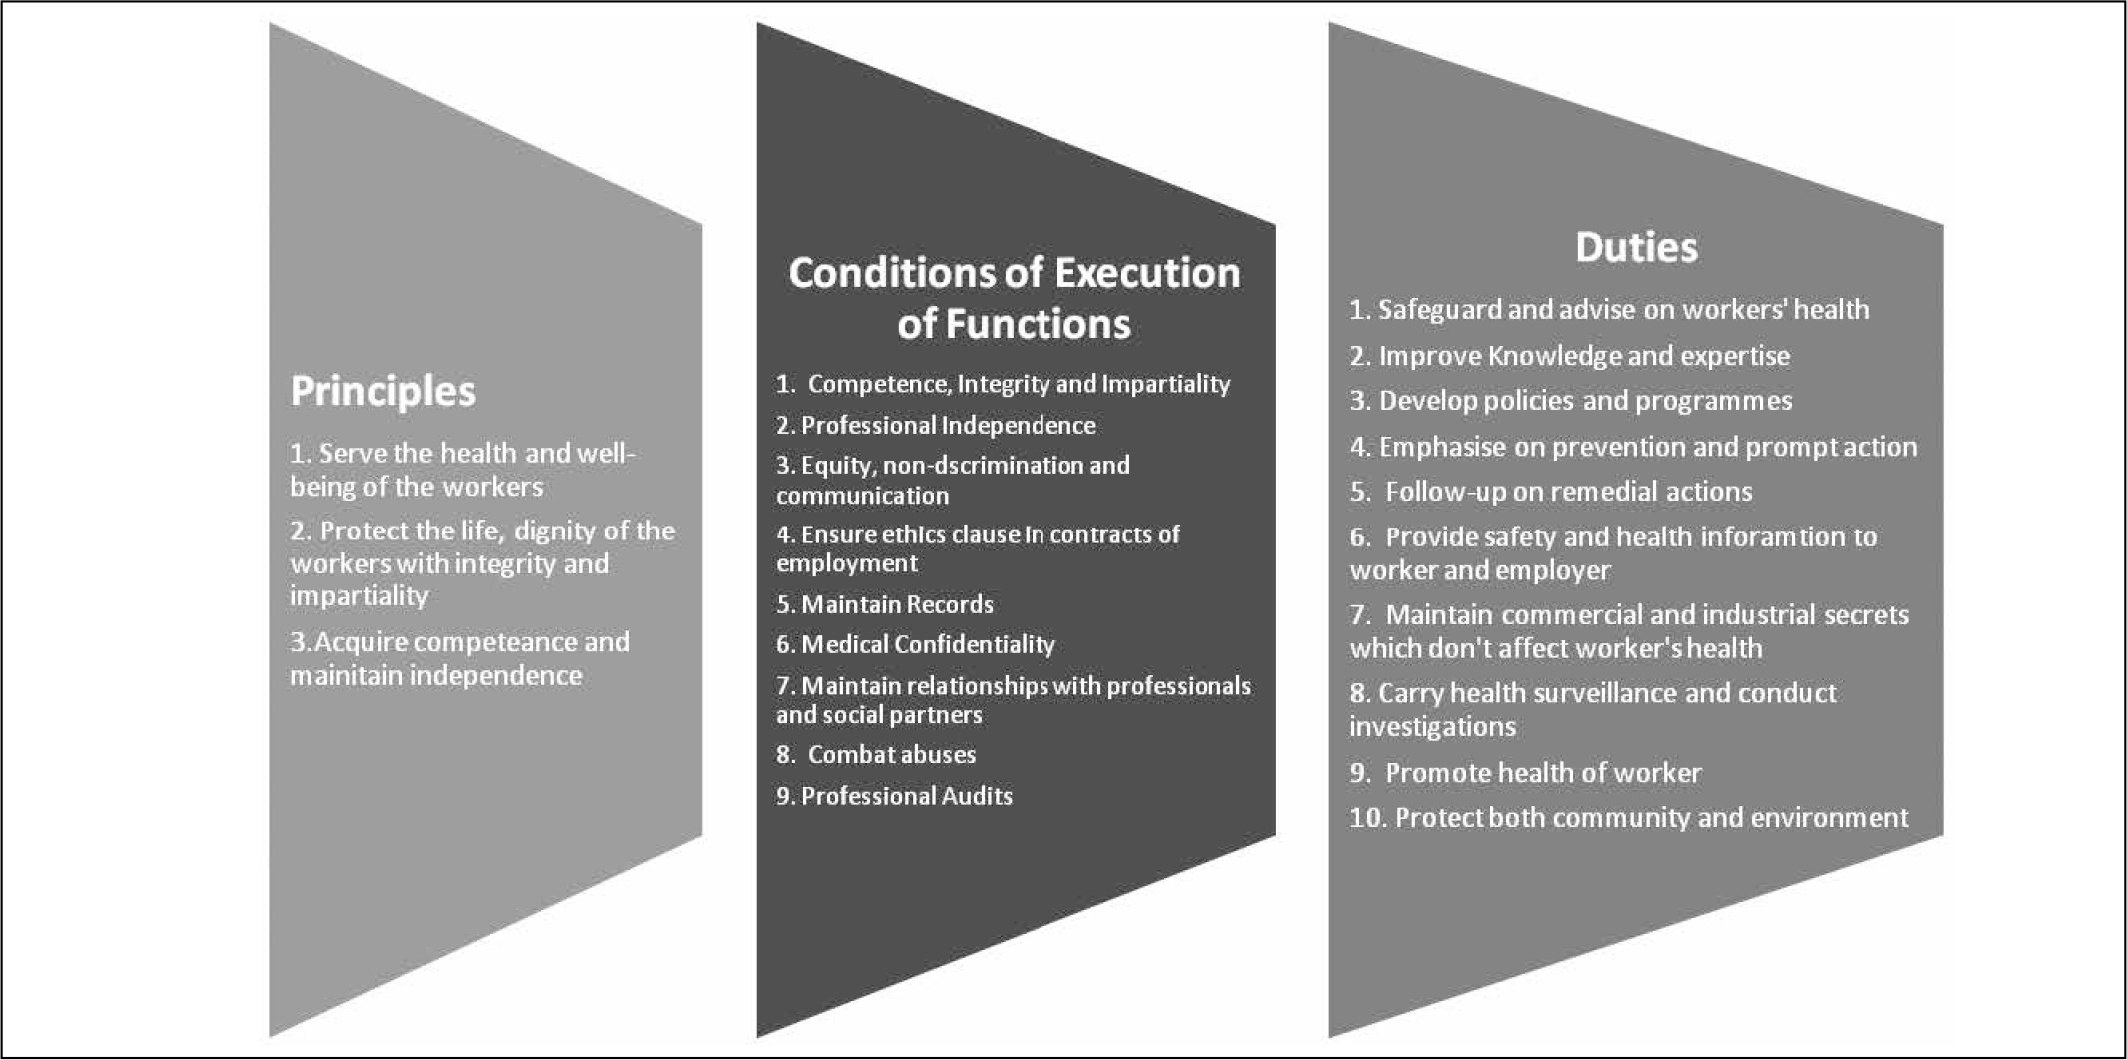 Principles
1. Serve the health and well-
being of the workers
2. Protect the life, dignity of the
workers with integrity and
impartiality
3.Acquire competeance and
mainitain independence
Conditions of Execution
of Functions
1. Competence, Integrity and Impartiality
2. Professional Independence
3. Equity, non-dscrimination and
communication
4. Ensure ethIcs clause In contracts of
employment
5. Maintain Records
6. Medical Confidentiality
7. Maintain relationships with professionals
and social partners
8. Combat abuses
9. Professional Audits
Duties
1. Safeguard and advise on workers' health
2. Improve Knowledge and expertise
3. Develop policies and programmes
4. Emphasise on prevention and prompt action
5. Follow-up on remedial actions
6. Provide safety and health inforamtion to
worker and employer
7. Maintain commercial and industrial secrets
which don't affect worker's health
8. Carry health surveillance and conduct
investigations
9. Promote health of worker
10. Protect both community and environment